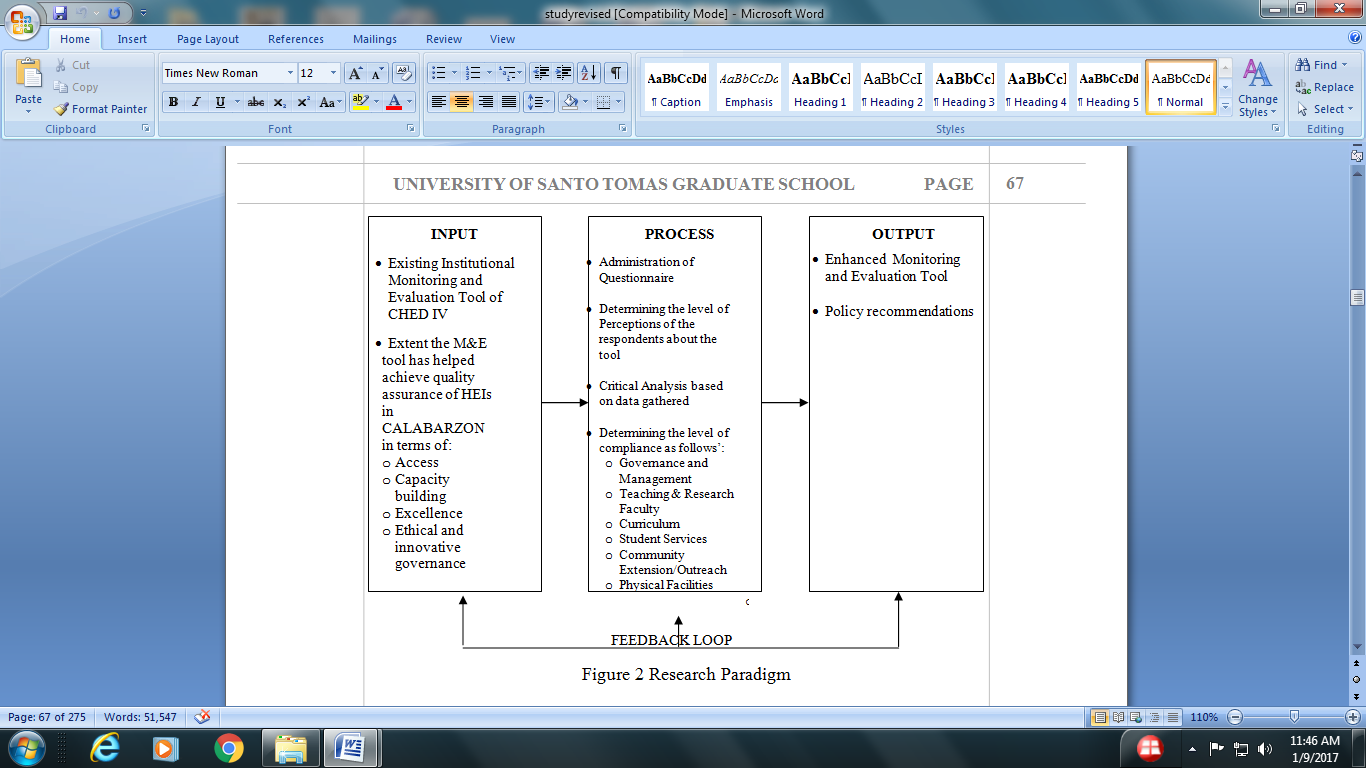 studyrevised [Compatibility Mode] - Microsoft Word
Home Insert Page Layout References Mailings Review View
Paste
Cut
Copy
Format Painter
Clipboard
Times New Roman 12
B I U abc x₂ x² Aa
Font
Paragraph
AaBbCcDd AaBbCcDc AaBbCcI AaBbCcI AaBbCcI AaBbCcI AaBbCcDd AaBbCcDd
¶ Caption Emphasis Heading 1 ¶ Heading 2 ¶ Heading 3 ¶ Heading 4 ¶ Heading 5 ¶ Normal
Change
Styles
Styles
Find
Replace
Select
Editing
UNIVERSITY OF SANTO TOMAS GRADUATE SCHOOL PAGE 67
INPUT
• Existing Institutional
Monitoring and
Evaluation Tool of
CHED IV
• Extent the M&E
tool has helped
achieve quality
assurance of HEIs
in
CALABARZON
in terms of:
o Access
o Capacity
building
o Excellence
o Ethical and
innovative
governance
PROCESS
• Administration of
Questionnaire
• Determining the level of
Perceptions of the
respondents about the
tool
• Critical Analysis based
on data gathered
• Determining the level of
compliance as follows’:
o Governance and
Management
o Teaching & Research
Faculty
o Curriculum
o Student Services
o Community
Extension/Outreach
o Physical Facilities
OUTPUT
• Enhanced Monitoring
and Evaluation Tool
• Policy recommendations
FEEDBACK LOOP
Figure 2 Research Paradigm
Page: 67 of 275 Words: 51,547 110%
11:46 AM
1/9/2017